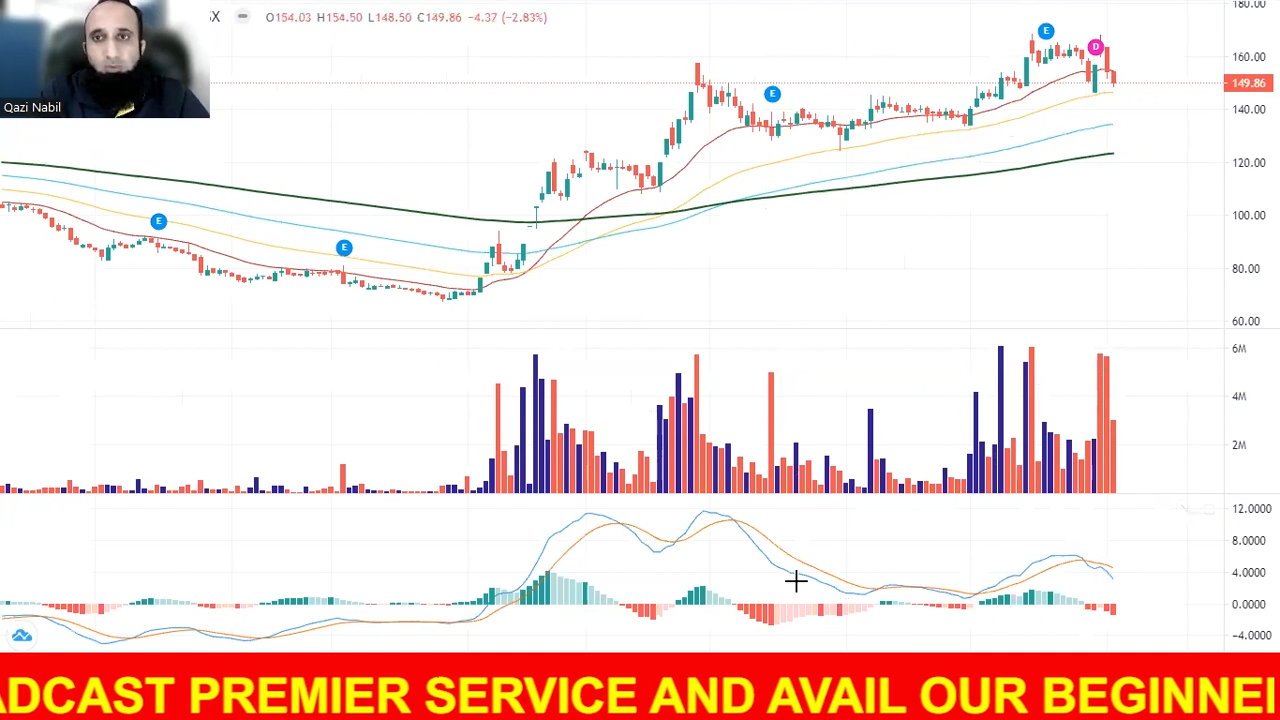 SX O154.03 H154.50 L148.50 C149.86 −4.37 (−2.83%)
Qazi Nabil
180.00
E
D
160.00
149.86
E
140.00
120.00
100.00
E
E
80.00
60.00
6M
4M
2M
12.0000
8.0000
4.0000
0.0000
−4.0000
ADCAST PREMIER SERVICE AND AVAIL OUR BEGINNE